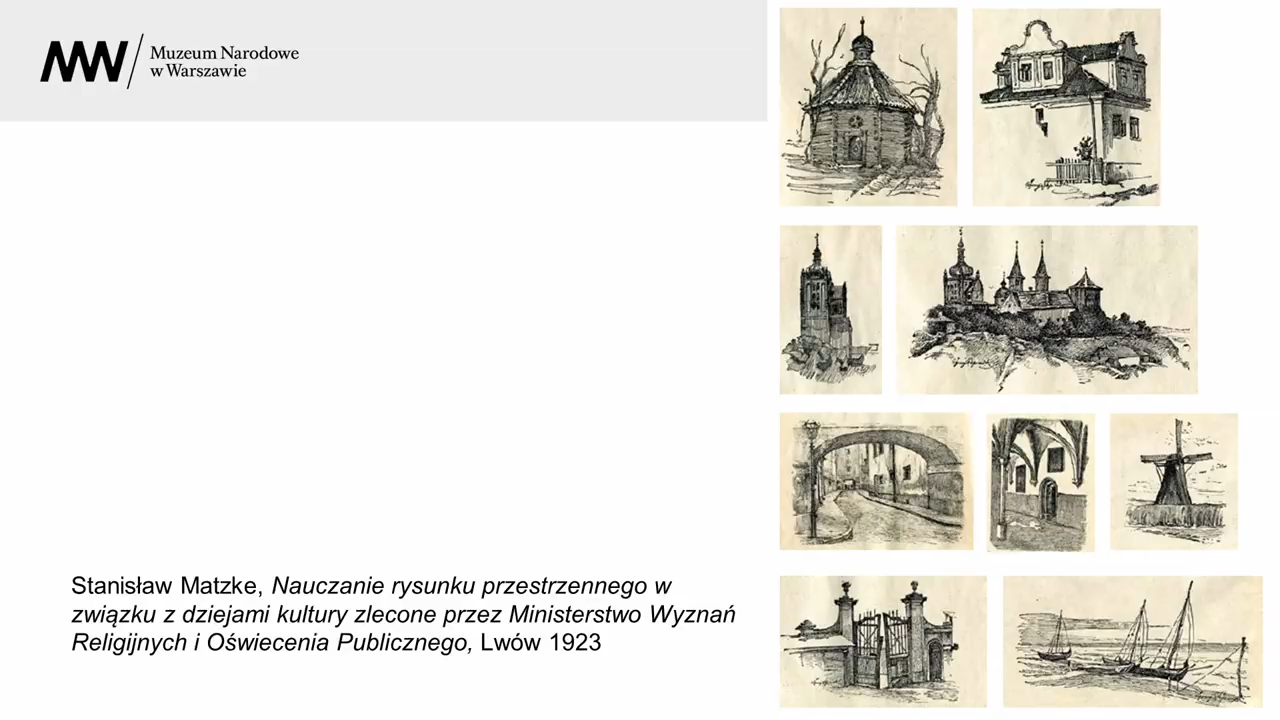 MNW
Muzeum Narodowe
w Warszawie
Stanisław Matzke, Nauczanie rysunku przestrzennego w
związku z dziejami kultury zlecone przez Ministerstwo Wyznań
Religijnych i Oświecenia Publicznego, Lwów 1923